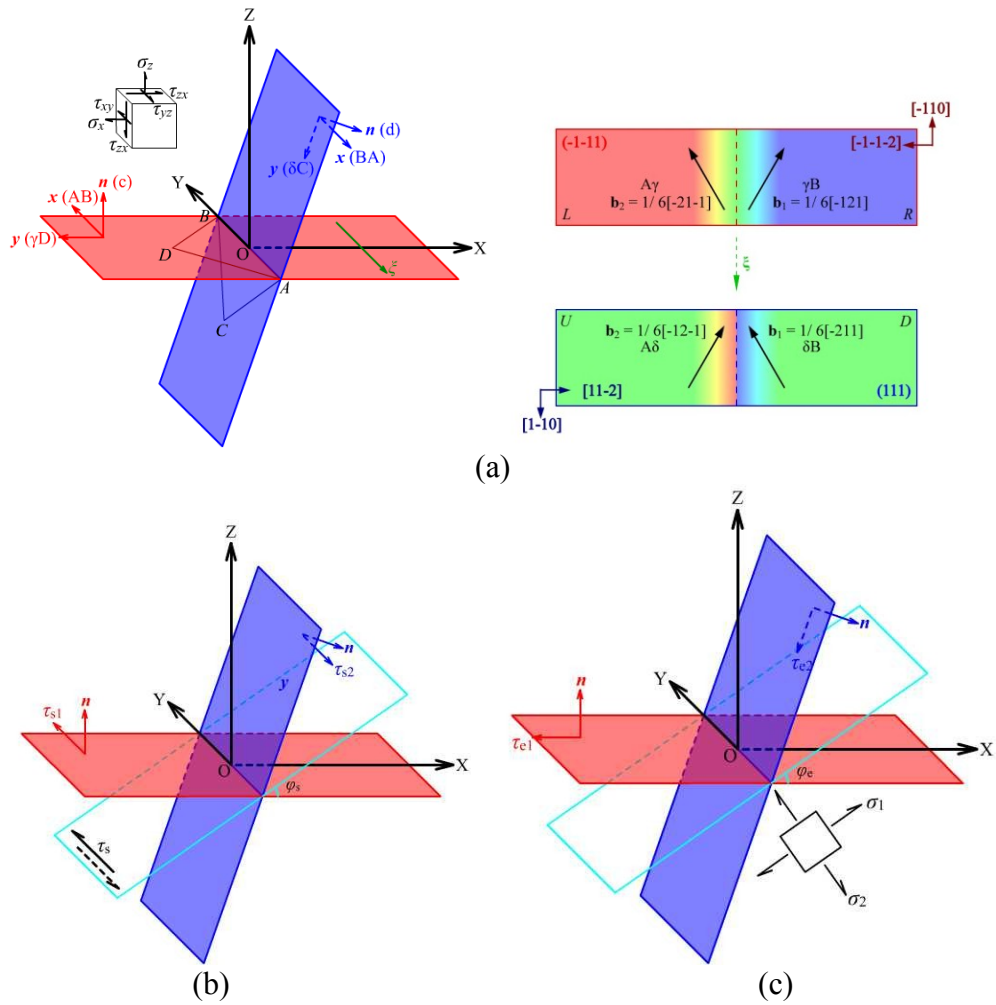 Z
σz
τzx
τxy
τyz
σx
τzx
n (d)
x (BA)
y (δC)
n (c)
x (AB)
y (γD)
Y
B
O
X
D
ξ
A
C
[-110]
(-1-11)
[-1-1-2]
Aγ
b2 = 1/6[-21-1]
γB
b1 = 1/6[-121]
L
R
ξ
U
D
b2 = 1/6[-12-1]
Aδ
b1 = 1/6[-211]
δB
[11-2]
(111)
[1-10]
(a)
Z
n
τs2
y
Y
n
τs1
O
X
φs
τs
(b)
Z
n
τe2
Y
n
τe1
O
X
φe
σ1
σ2
(c)